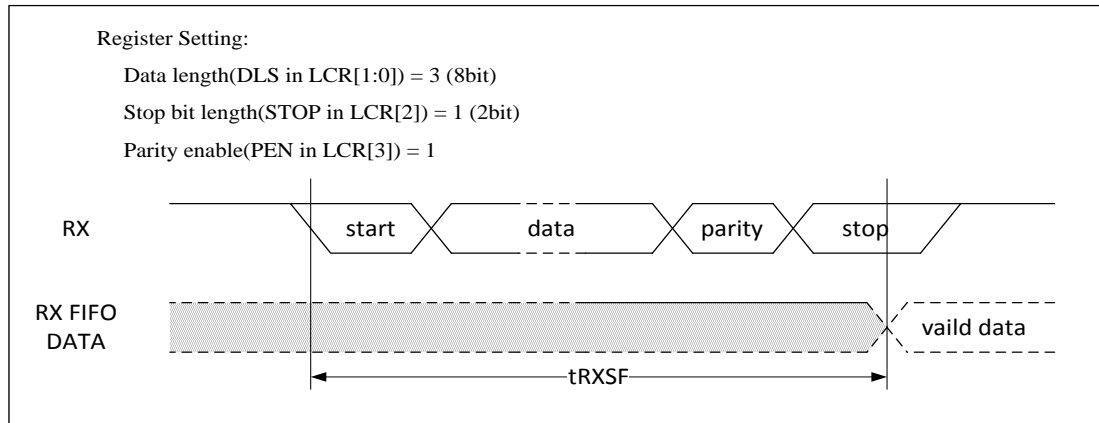 Register Setting:
Data length(DLS in LCR[1:0]) = 3 (8bit)
Stop bit length(STOP in LCR[2]) = 1 (2bit)
Parity enable(PEN in LCR[3]) = 1
RX
start
data
parity
stop
RX FIFO
DATA
vaild data
tRXSF